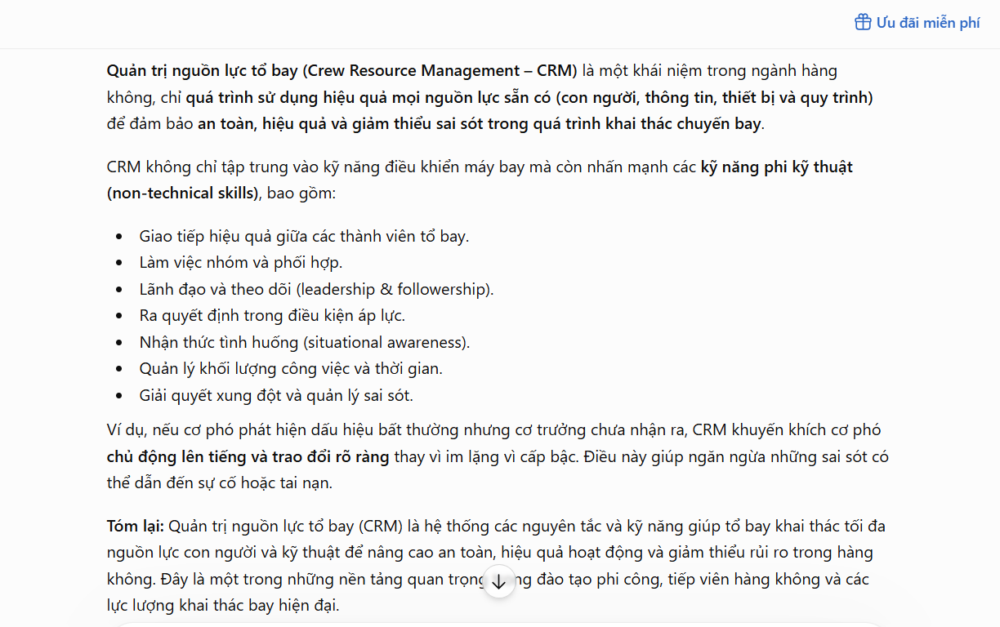 Ưu đãi miễn phí
Quản trị nguồn lực tổ bay (Crew Resource Management – CRM) là một khái niệm trong ngành hàng
không, chỉ quá trình sử dụng hiệu quả mọi nguồn lực sẵn có (con người, thông tin, thiết bị và quy trình)
để đảm bảo an toàn, hiệu quả và giảm thiểu sai sót trong quá trình khai thác chuyến bay.
CRM không chỉ tập trung vào kỹ năng điều khiển máy bay mà còn nhấn mạnh các kỹ năng phi kỹ thuật
(non-technical skills), bao gồm:
• Giao tiếp hiệu quả giữa các thành viên tổ bay.
• Làm việc nhóm và phối hợp.
• Lãnh đạo và theo dõi (leadership & followership).
• Ra quyết định trong điều kiện áp lực.
• Nhận thức tình huống (situational awareness).
• Quản lý khối lượng công việc và thời gian.
• Giải quyết xung đột và quản lý sai sót.
Ví dụ, nếu cơ phó phát hiện dấu hiệu bất thường nhưng cơ trưởng chưa nhận ra, CRM khuyến khích cơ phó
chủ động lên tiếng và trao đổi rõ ràng thay vì im lặng vì cấp bậc. Điều này giúp ngăn ngừa những sai sót có
thể dẫn đến sự cố hoặc tai nạn.
Tóm lại: Quản trị nguồn lực tổ bay (CRM) là hệ thống các nguyên tắc và kỹ năng giúp tổ bay khai thác tối đa
nguồn lực con người và kỹ thuật để nâng cao an toàn, hiệu quả hoạt động và giảm thiểu rủi ro trong hàng
không. Đây là một trong những nền tảng quan trọng đào tạo phi công, tiếp viên hàng không và các
lực lượng khai thác bay hiện đại.